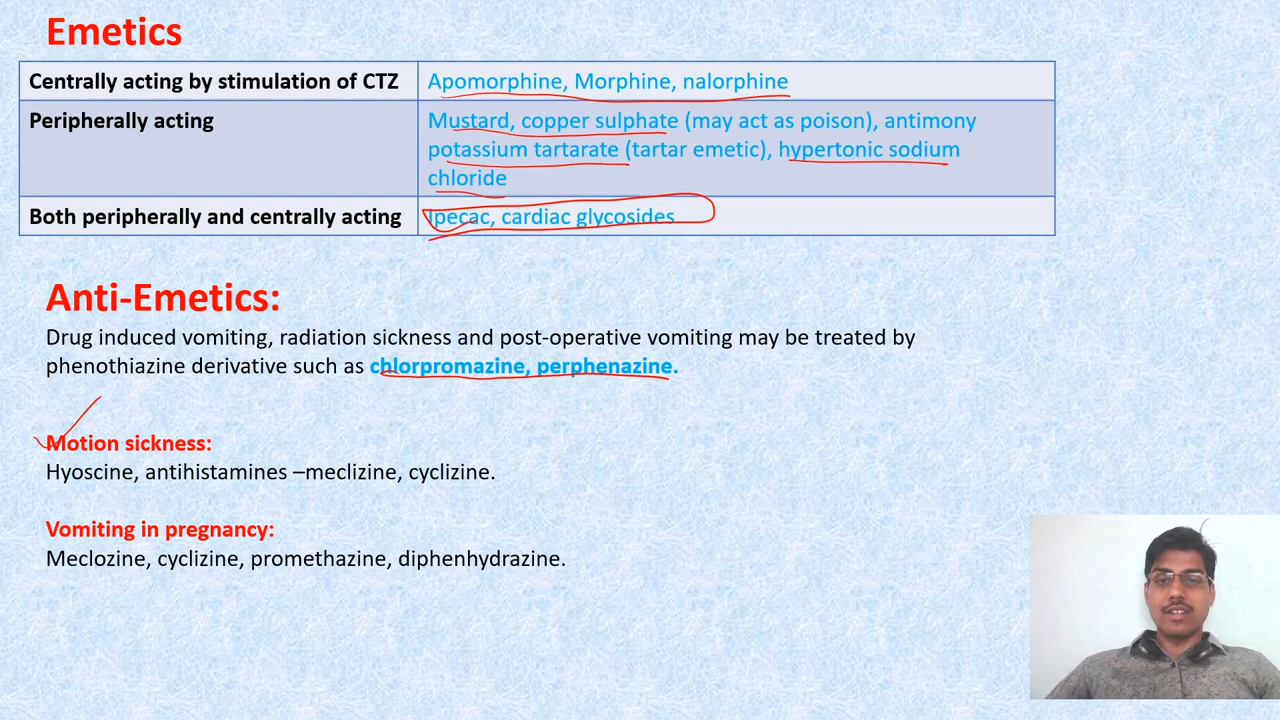 Emetics
Centrally acting by stimulation of CTZ
Apomorphine, Morphine, nalorphine
Peripherally acting
Mustard, copper sulphate (may act as poison), antimony
potassium tartarate (tartar emetic), hypertonic sodium
chloride
Both peripherally and centrally acting
Ipecac, cardiac glycosides
Anti-Emetics:
Drug induced vomiting, radiation sickness and post-operative vomiting may be treated by
phenothiazine derivative such as chlorpromazine, perphenazine.
Motion sickness:
Hyoscine, antihistamines –meclizine, cyclizine.
Vomiting in pregnancy:
Meclozine, cyclizine, promethazine, diphenhydrazine.